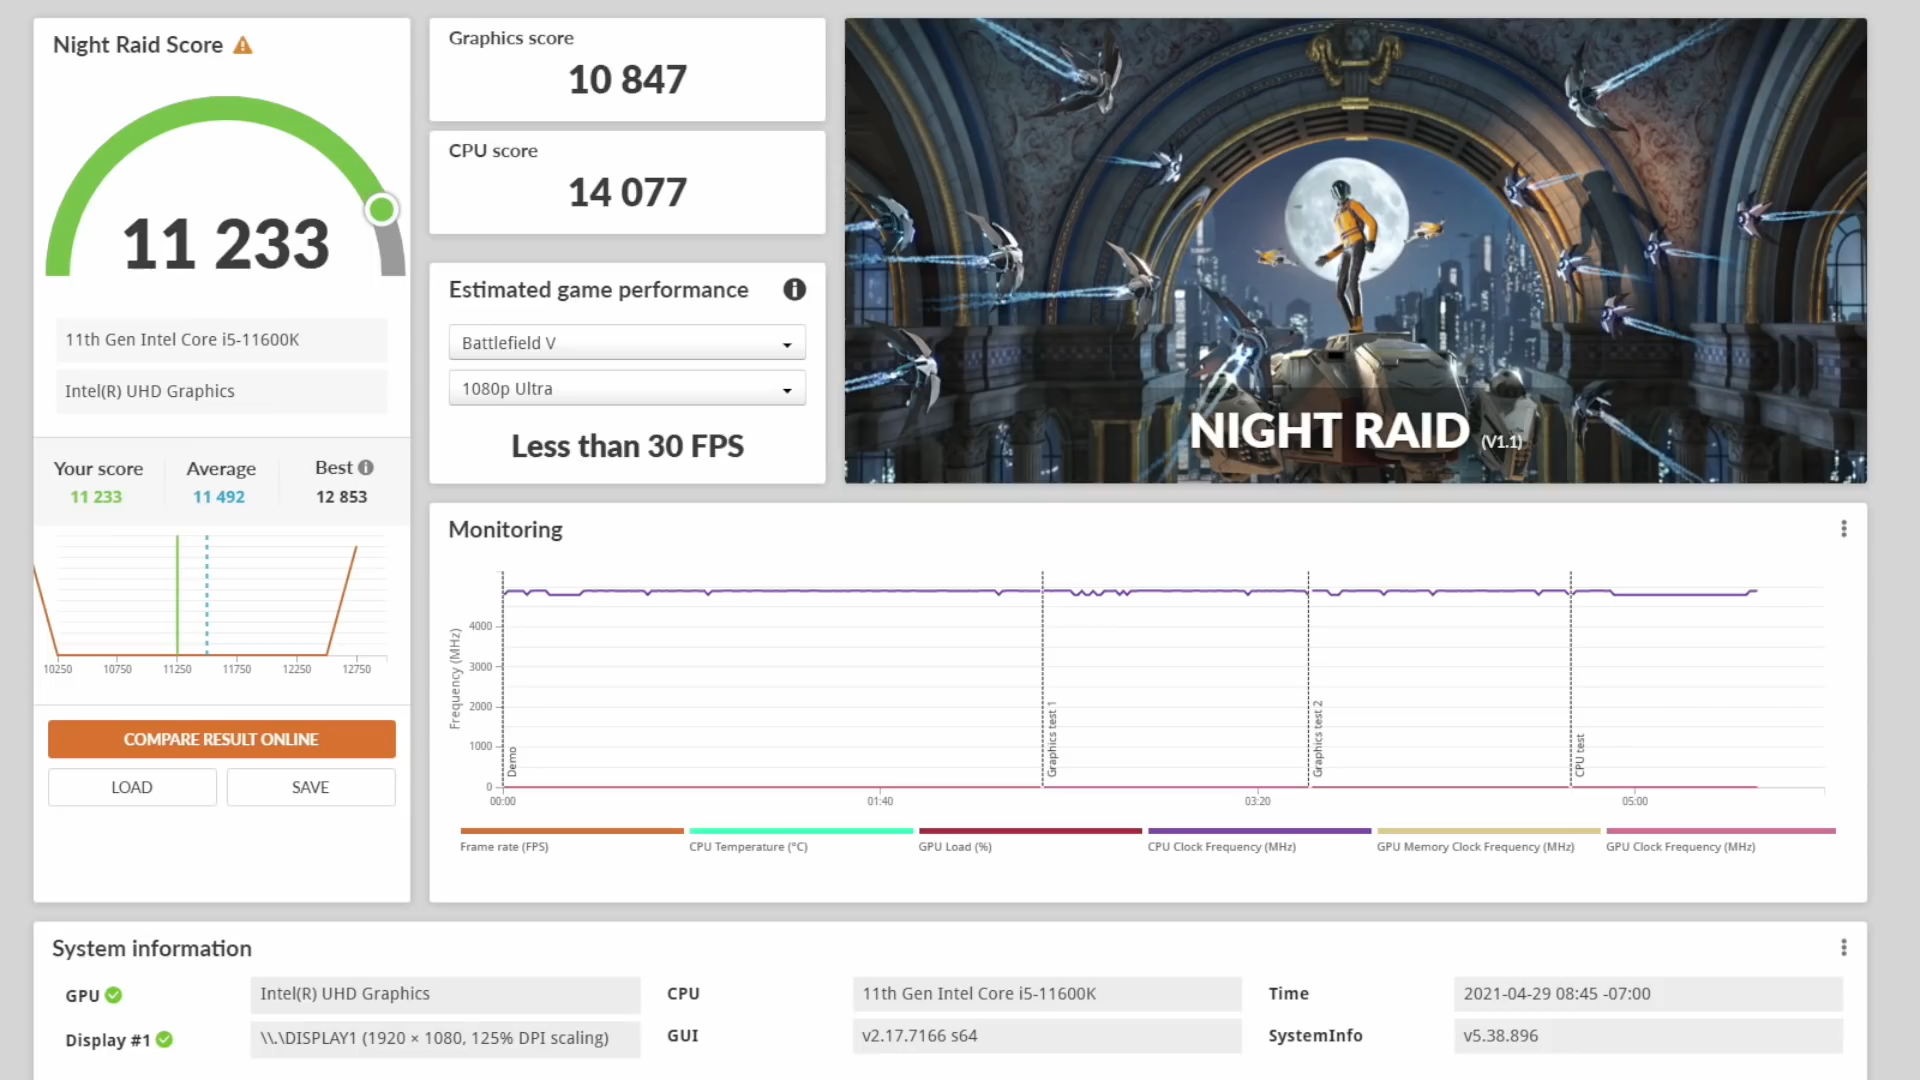 Night Raid Score
11 233
11th Gen Intel Core i5-11600K
Intel(R) UHD Graphics
Your score
Average
Best
11 233
11 492
12 853
10250
10750
11250
11750
12250
12750
COMPARE RESULT ONLINE
LOAD
SAVE
Graphics score
10 847
CPU score
14 077
Estimated game performance
Battlefield V
1080p Ultra
Less than 30 FPS
NIGHT RAID (V1.1)
Monitoring
Frequency (MHz)
4000
3000
2000
1000
0
Demo
Graphics test 1
Graphics test 2
CPU test
00:00
01:40
03:20
05:00
Frame rate (FPS)
CPU Temperature (°C)
GPU Load (%)
CPU Clock Frequency (MHz)
GPU Memory Clock Frequency (MHz)
GPU Clock Frequency (MHz)
System information
GPU
Intel(R) UHD Graphics
CPU
11th Gen Intel Core i5-11600K
Time
2021-04-29 08:45 -07:00
Display #1
\\.\DISPLAY1 (1920 × 1080, 125% DPI scaling)
GUI
v2.17.7166 s64
SystemInfo
v5.38.896